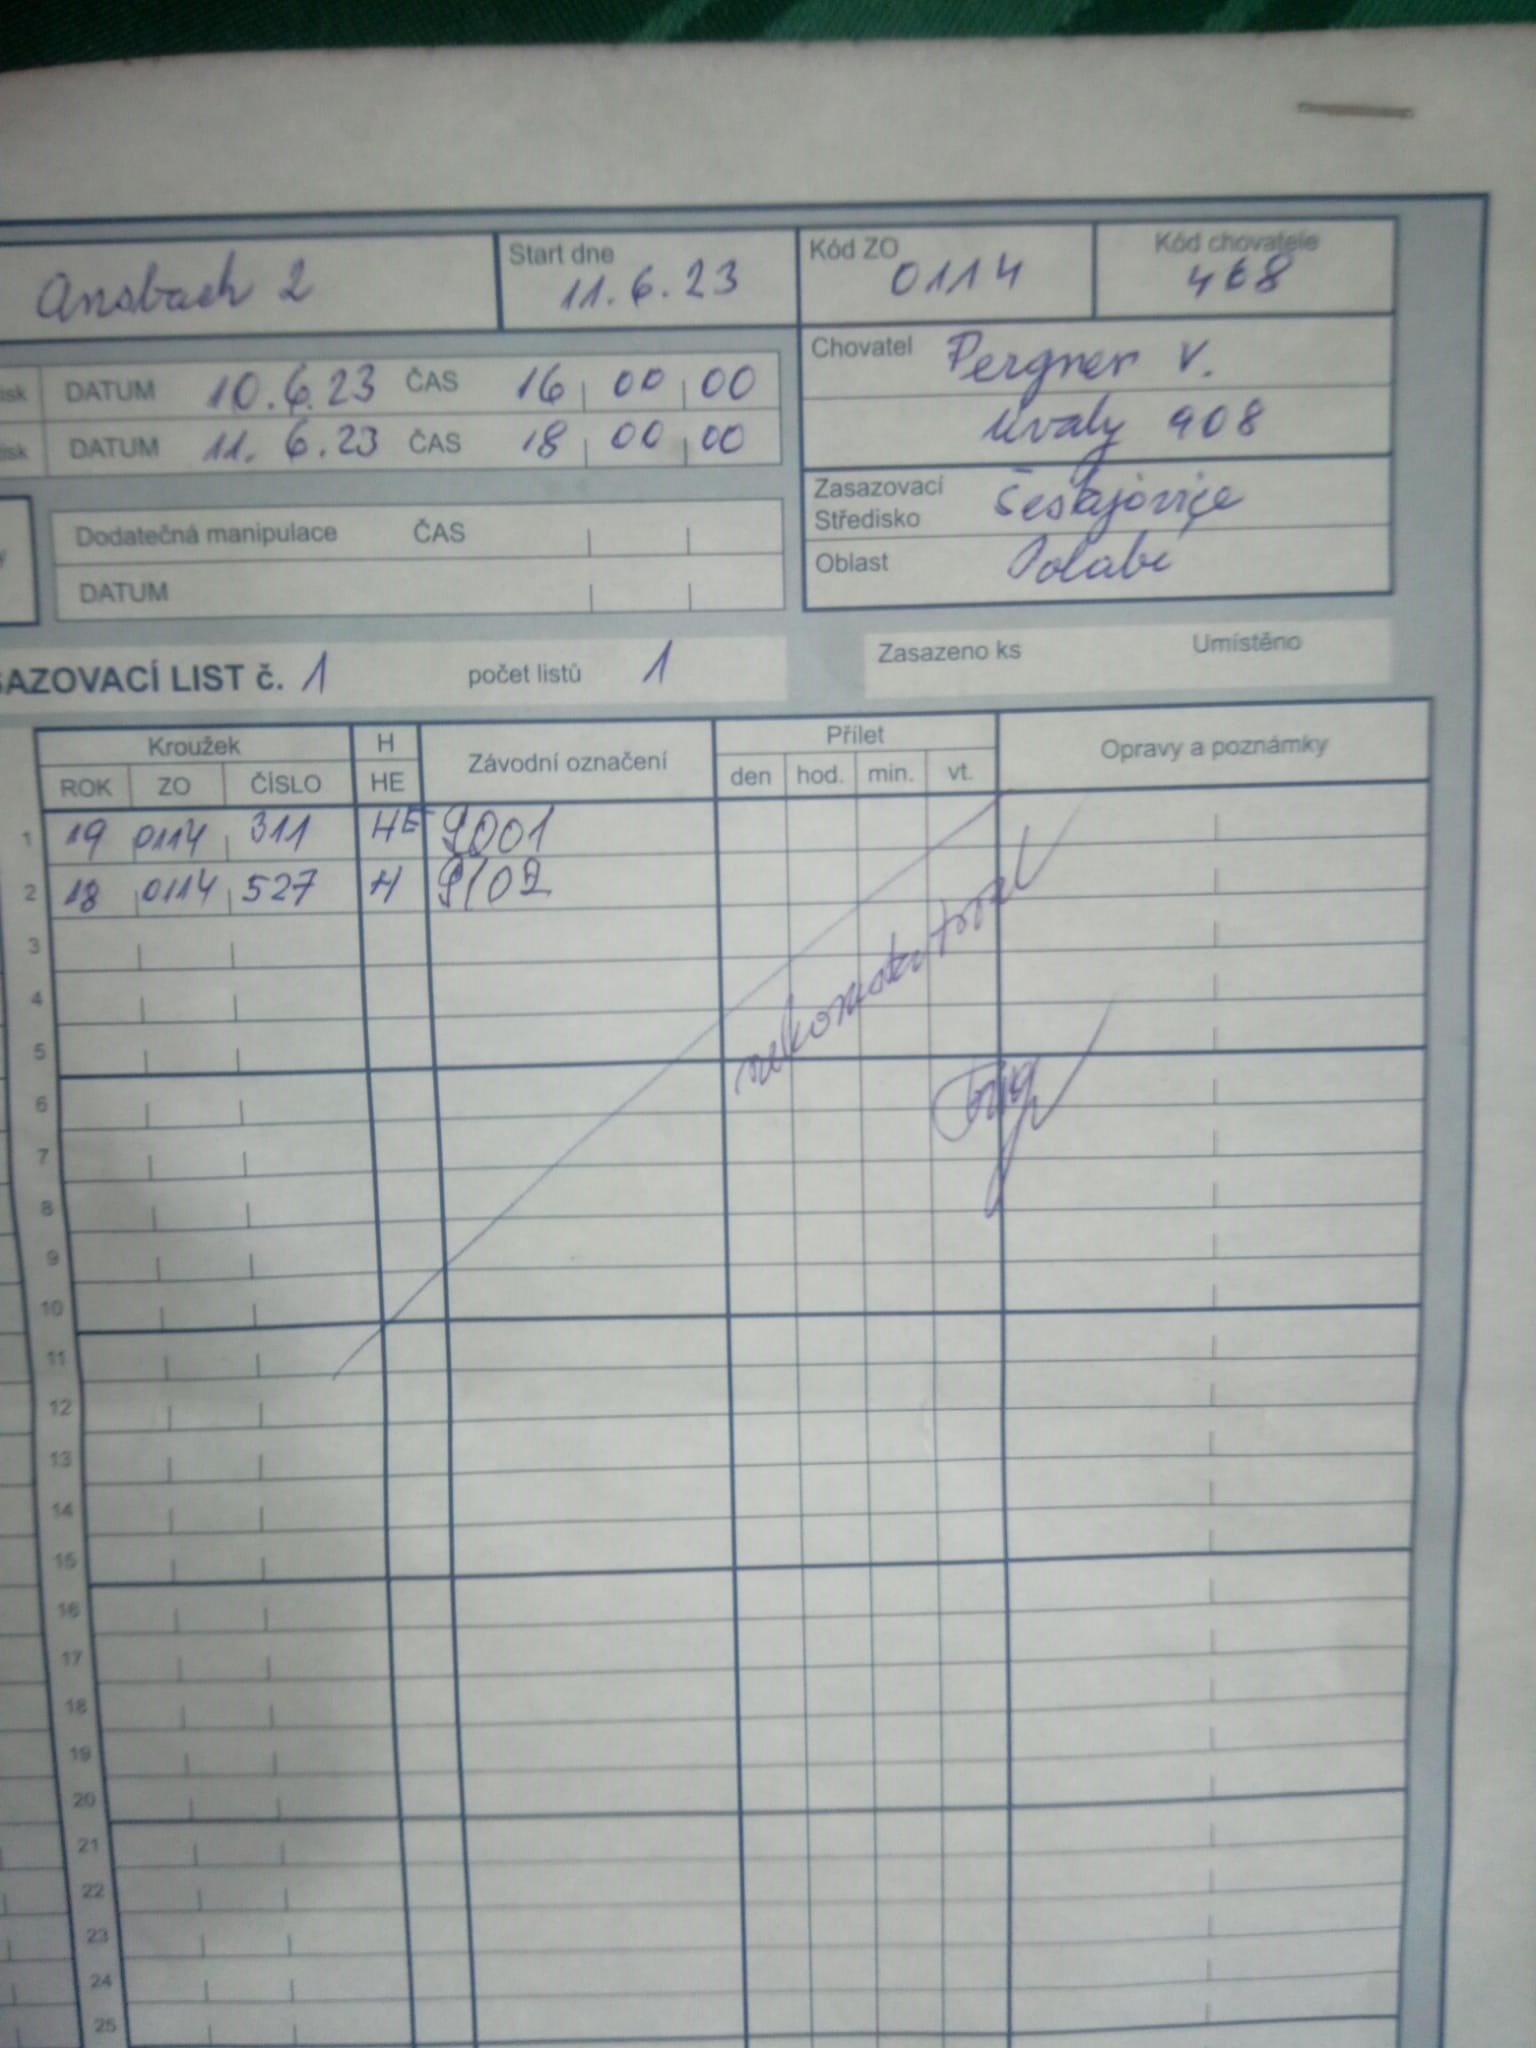 Ansbach 2
Start dne
11.6.23
Kód ZO
0114
Kód chovatele
468
isk DATUM 10.6.23 ČAS 16 00 00
isk DATUM 11.6.23 ČAS 18 00 00
Chovatel Pergner V.
Úvaly 908
Dodatečná manipulace ČAS
DATUM
Zasazovací
Středisko
Oblast Polabí
SAZOVACÍ LIST č. 1 počet listů 1
Zasazeno ks Umístěno
Kroužek
H
HE
Závodní označení
Přílet
Opravy a poznámky
ROK ZO ČÍSLO
den hod. min. vt.
1 19 0114 311 HE 9001
2 18 0114 527 H 9102
3
4
5
6
7
8
9
10
11
12
13
14
15
16
17
18
19
20
21
22
23
24
25
nekonstatoval